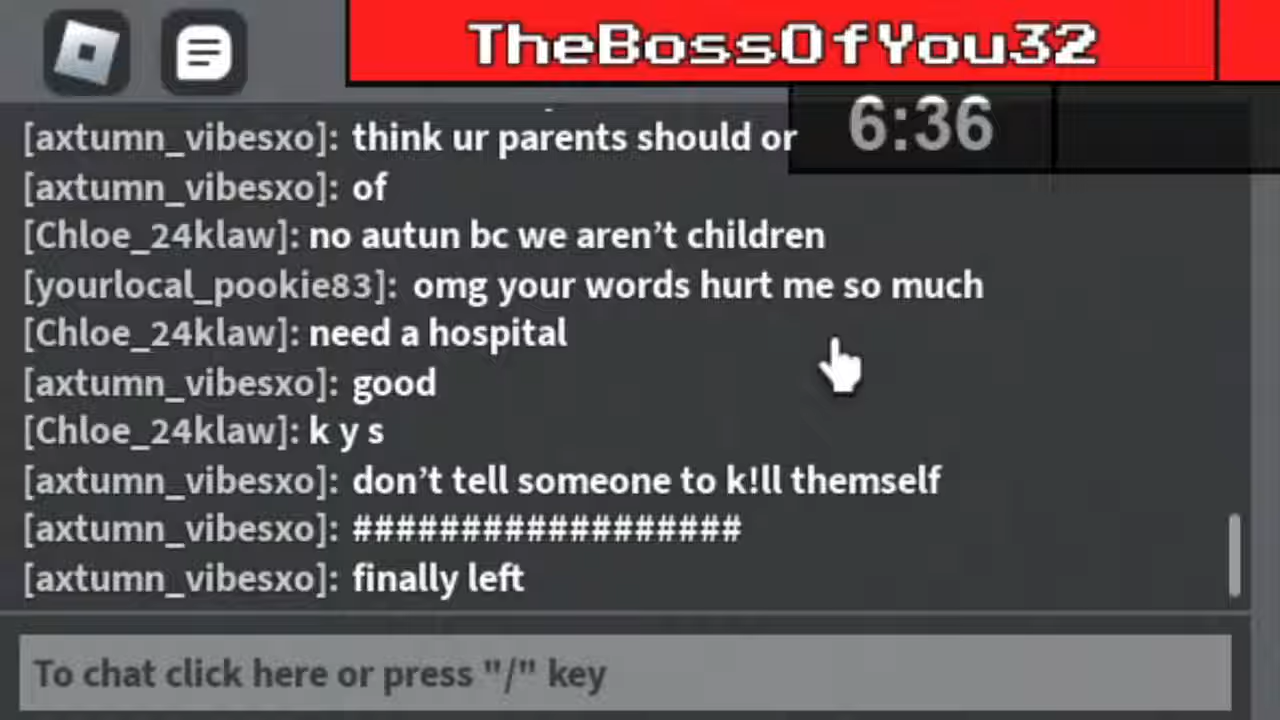 TheBossOfYou32
6:36
[axtumn_vibesxo]: think ur parents should or
[axtumn_vibesxo]: of
[Chloe_24klaw]: no autun bc we aren’t children
[yourlocal_pookie83]: omg your words hurt me so much
[Chloe_24klaw]: need a hospital
[axtumn_vibesxo]: good
[Chloe_24klaw]: k y s
[axtumn_vibesxo]: don’t tell someone to k!ll themself
[axtumn_vibesxo]: ##################
[axtumn_vibesxo]: finally left
To chat click here or press "/" key